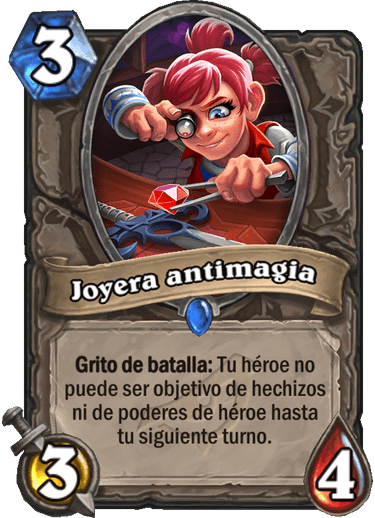 3
Joyera antimagia
Grito de batalla: Tu héroe no
puede ser objetivo de hechizos
ni de poderes de héroe hasta
tu siguiente turno.
3
4